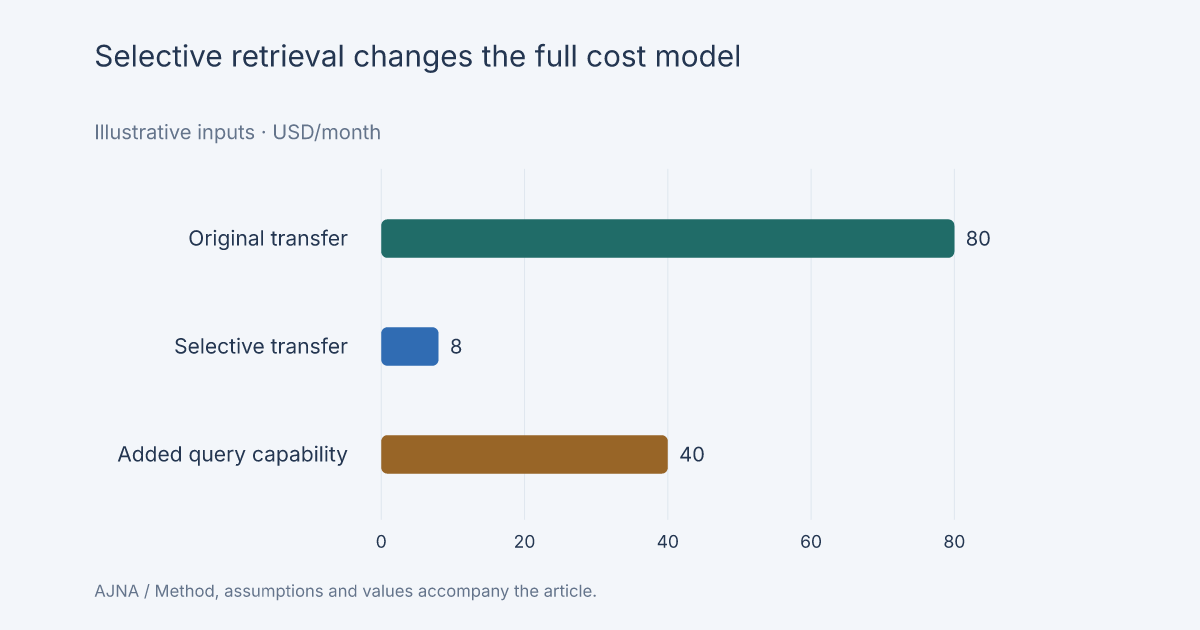 Selective retrieval changes the full cost model
Illustrative inputs · USD/month
Original transfer 80
Selective transfer 8
Added query capability 40
0 20 40 60 80
AJNA / Method, assumptions and values accompany the article.